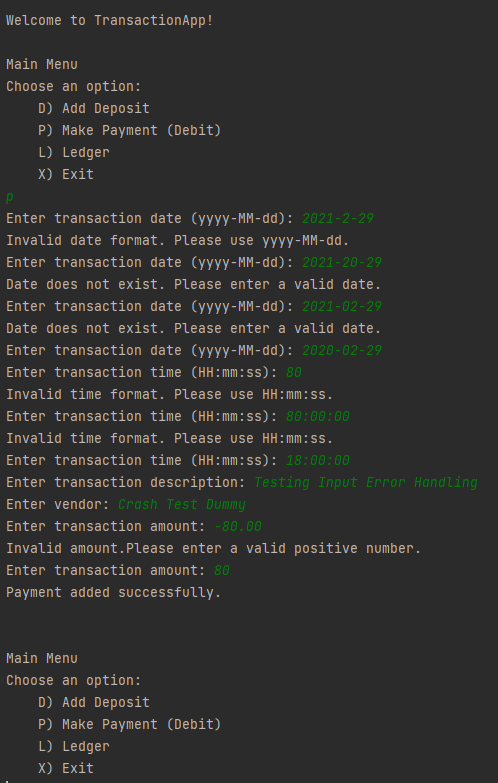 Welcome to TransactionApp!
Main Menu
Choose an option:
D) Add Deposit
P) Make Payment (Debit)
L) Ledger
X) Exit
p
Enter transaction date (yyyy-MM-dd): 2021-2-29
Invalid date format. Please use yyyy-MM-dd.
Enter transaction date (yyyy-MM-dd): 2021-20-29
Date does not exist. Please enter a valid date.
Enter transaction date (yyyy-MM-dd): 2021-02-29
Date does not exist. Please enter a valid date.
Enter transaction date (yyyy-MM-dd): 2020-02-29
Enter transaction time (HH:mm:ss): 80
Invalid time format. Please use HH:mm:ss.
Enter transaction time (HH:mm:ss): 80:00:00
Invalid time format. Please use HH:mm:ss.
Enter transaction time (HH:mm:ss): 18:00:00
Enter transaction description: Testing Input Error Handling
Enter vendor: Crash Test Dummy
Enter transaction amount: -80.00
Invalid amount.Please enter a valid positive number.
Enter transaction amount: 80
Payment added successfully.
Main Menu
Choose an option:
D) Add Deposit
P) Make Payment (Debit)
L) Ledger
X) Exit